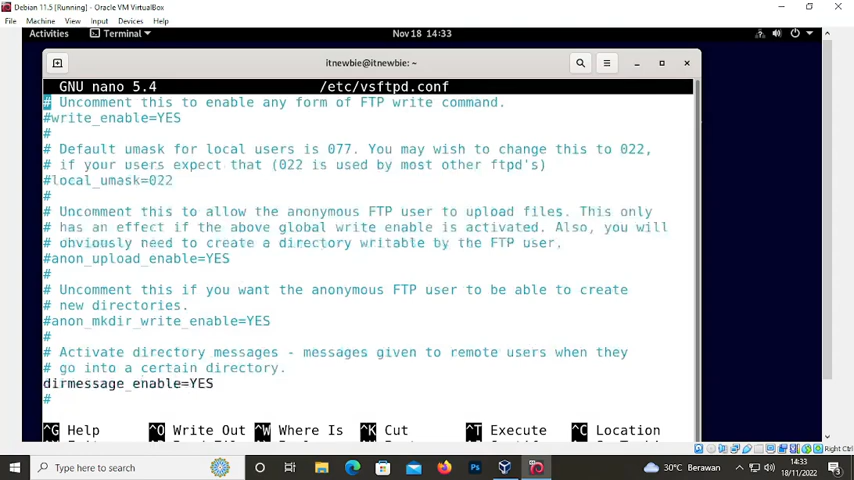 Debian 11.5 [Running] - Oracle VM VirtualBox
File Machine View Input Devices Help
Activities Terminal Nov 18 14:33
itnewbie@itnewbie: ~
GNU nano 5.4 /etc/vsftpd.conf
# Uncomment this to enable any form of FTP write command.
#write_enable=YES
#
# Default umask for local users is 077. You may wish to change this to 022,
# if your users expect that (022 is used by most other ftpd's)
#local_umask=022
#
# Uncomment this to allow the anonymous FTP user to upload files. This only
# has an effect if the above global write enable is activated. Also, you will
# obviously need to create a directory writable by the FTP user.
#anon_upload_enable=YES
#
# Uncomment this if you want the anonymous FTP user to be able to create
# new directories.
#anon_mkdir_write_enable=YES
#
# Activate directory messages - messages given to remote users when they
# go into a certain directory.
dirmessage_enable=YES
#
^G Help ^O Write Out ^W Where Is ^K Cut ^T Execute ^C Location
Right Ctrl
Type here to search
30°C Berawan
14:33
18/11/2022
3